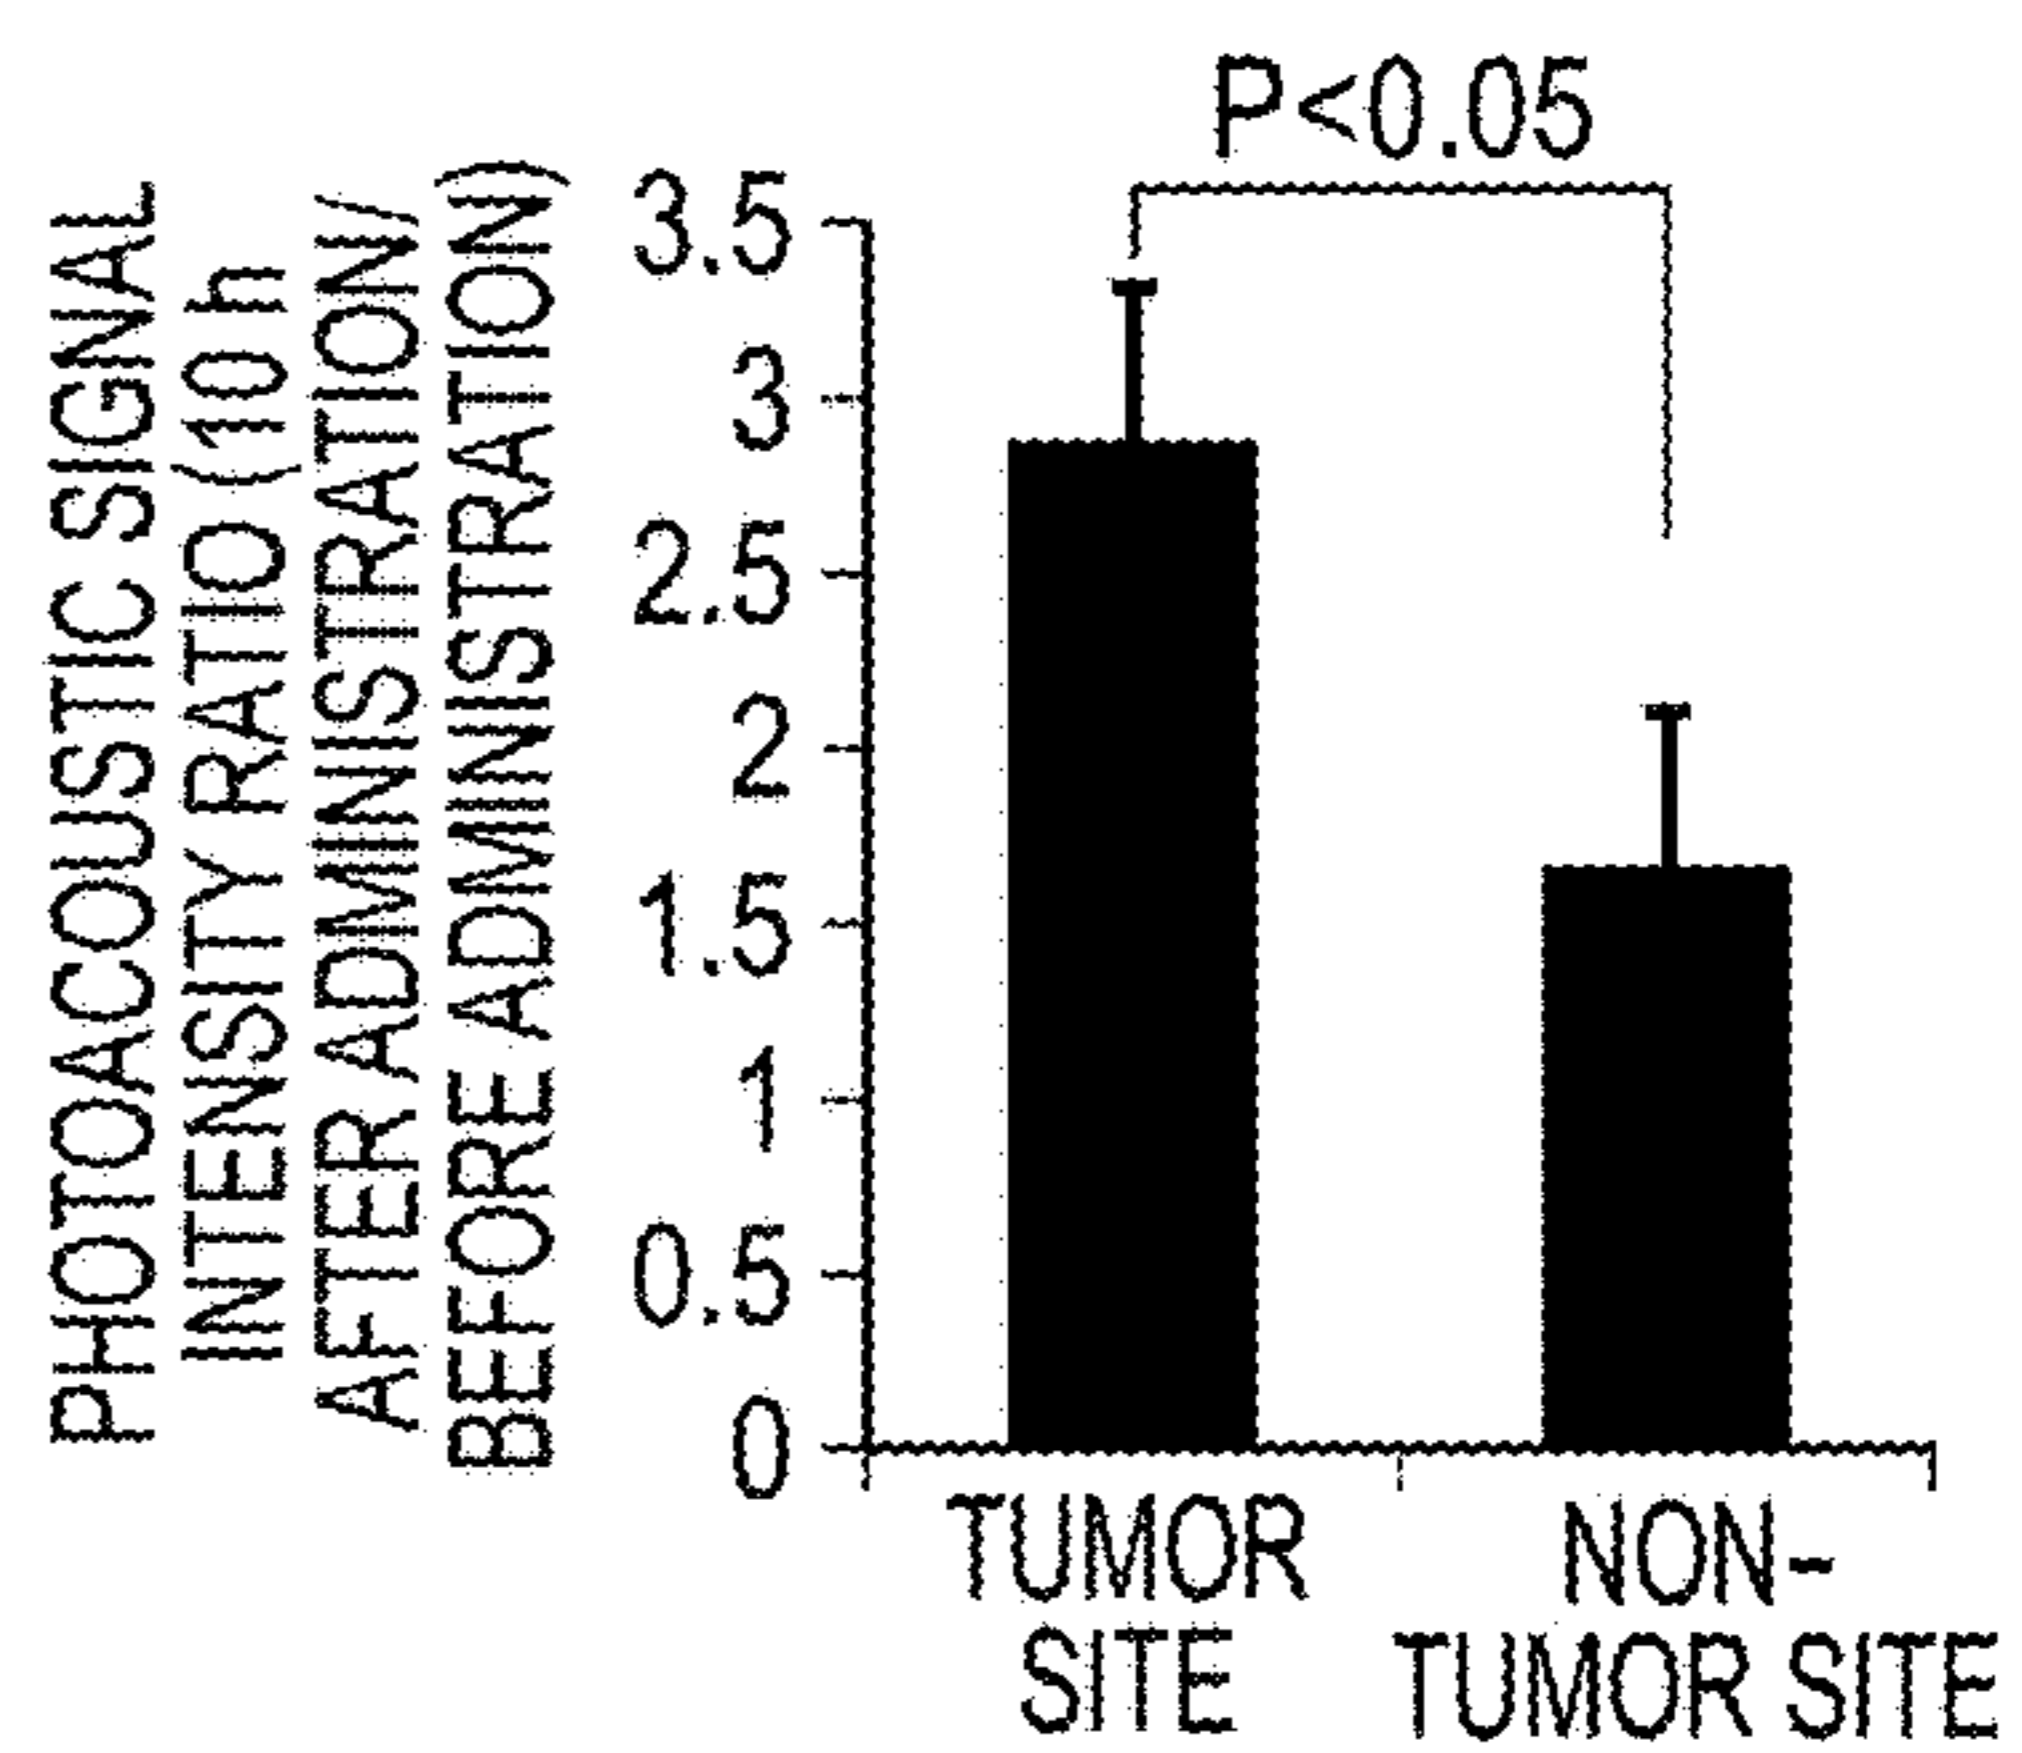 PHOTOACOUSTIC SIGNAL
INTENSITY RATIO (10 h
AFTER ADMINISTRATION/
BEFORE ADMINISTRATION)
P<0.05
3.5
3
2.5
2
1.5
1
0.5
0
TUMOR
SITE
NON-
TUMOR SITE